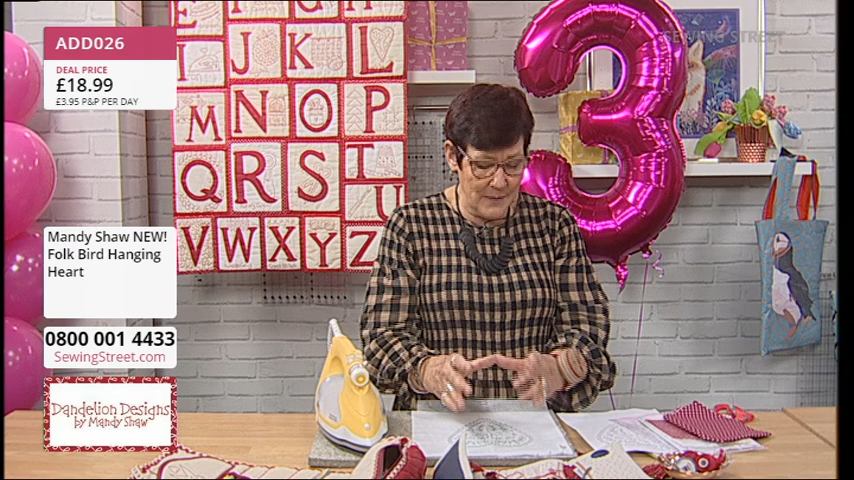 ADD026
DEAL PRICE
£18.99
£3.95 P&P PER DAY
Mandy Shaw NEW!
Folk Bird Hanging
Heart
0800 001 4433
SewingStreet.com
Dandelion Designs
by Mandy Shaw
SEWING STREET
E G
I J K L
M N O P
Q R S T
U
V W X Y Z
3